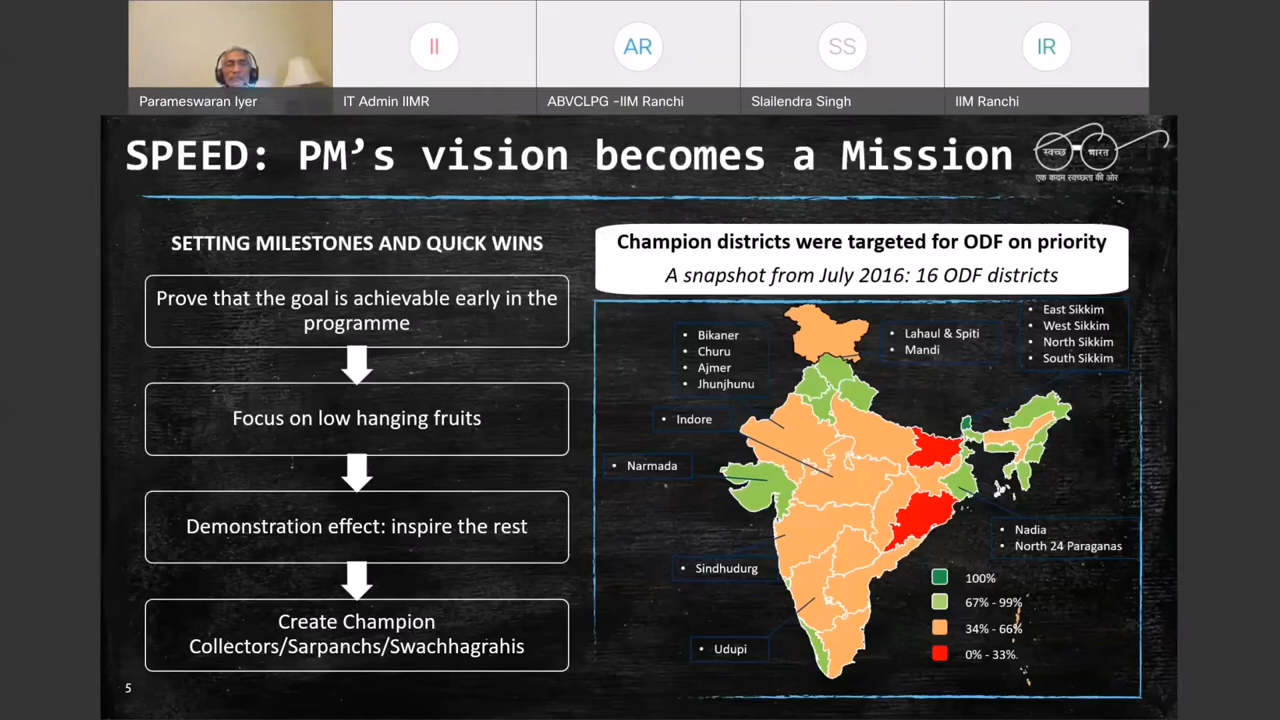 II
AR
SS
IR
Parameswaran Iyer
IT Admin IIMR
ABVCLPG -IIM Ranchi
Slailendra Singh
IIM Ranchi
SPEED: PM’s vision becomes a Mission
स्वच्छ भारत
एक कदम स्वच्छता की ओर
SETTING MILESTONES AND QUICK WINS
Prove that the goal is achievable early in the
programme
Focus on low hanging fruits
Demonstration effect: inspire the rest
Create Champion
Collectors/Sarpanchs/Swachhagrahis
5
Champion districts were targeted for ODF on priority
A snapshot from July 2016: 16 ODF districts
• Bikaner
• Churu
• Ajmer
• Jhunjhunu
• Lahaul & Spiti
• Mandi
• East Sikkim
• West Sikkim
• North Sikkim
• South Sikkim
• Indore
• Narmada
• Sindhudurg
• Udupi
• Nadia
• North 24 Paraganas
100%
67% - 99%
34% - 66%
0% - 33%